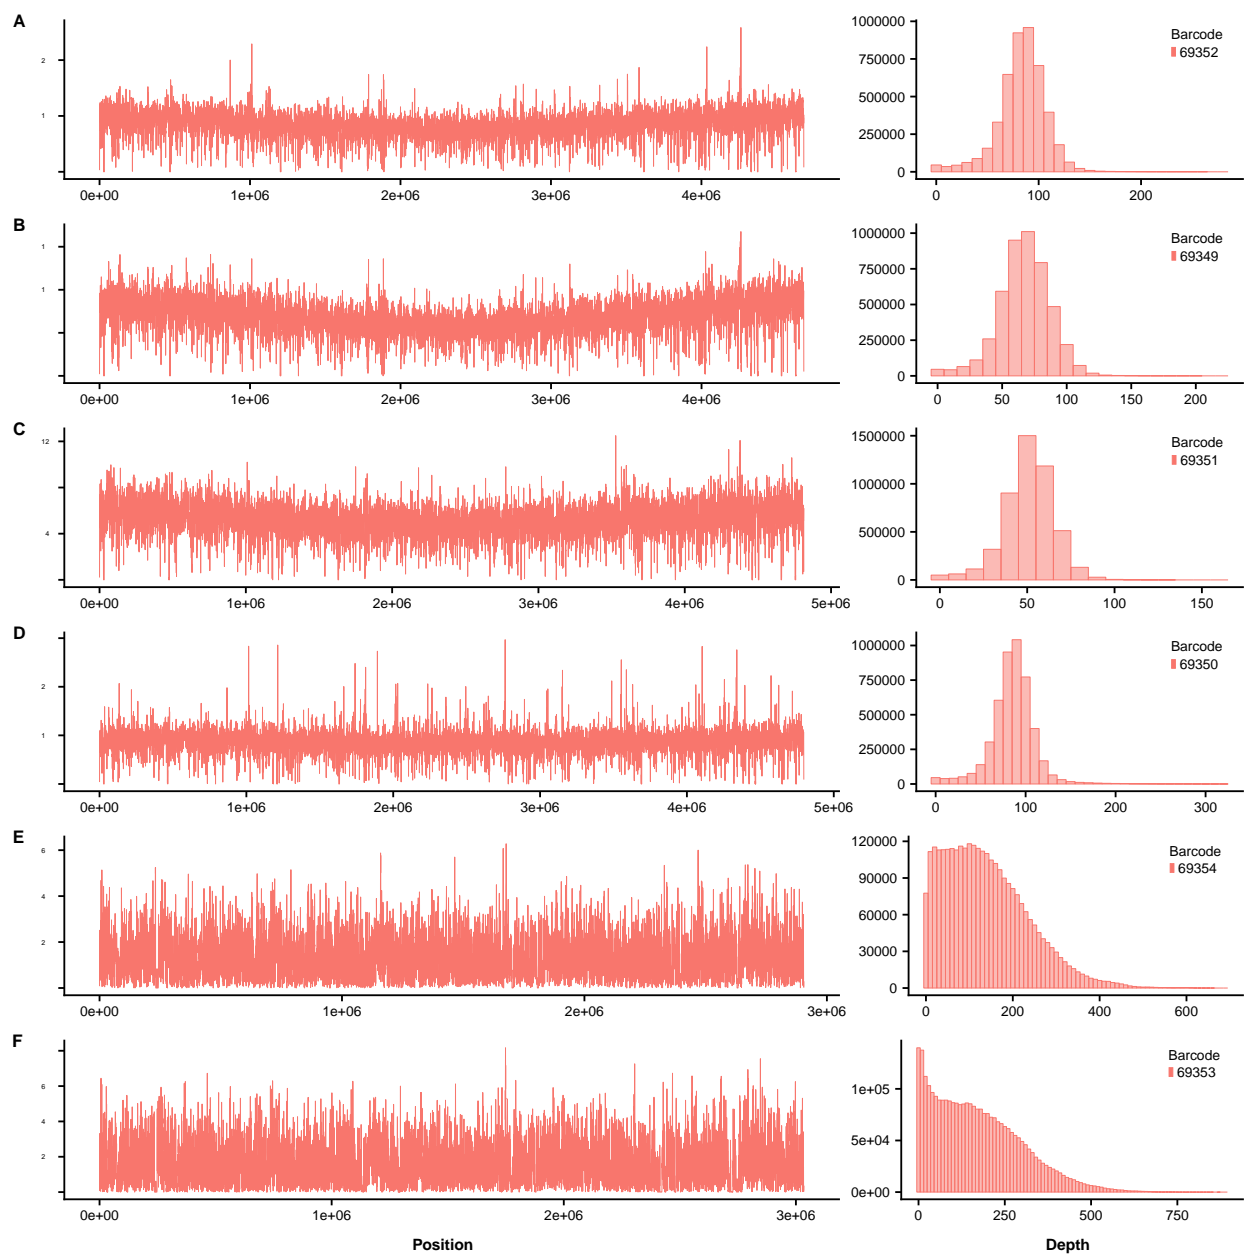 A
2
1
0e+00 1e+06 2e+06 3e+06 4e+06
1000000
750000
500000
250000
0
0 100 200
Barcode
69352
B
1
1
0e+00 1e+06 2e+06 3e+06 4e+06
1000000
750000
500000
250000
0
0 50 100 150 200
Barcode
69349
C
12
4
0e+00 1e+06 2e+06 3e+06 4e+06 5e+06
1500000
1000000
500000
0
0 50 100 150
Barcode
69351
D
2
1
0e+00 1e+06 2e+06 3e+06 4e+06 5e+06
1000000
750000
500000
250000
0
0 100 200 300
Barcode
69350
E
6
4
2
0e+00 1e+06 2e+06 3e+06
120000
90000
60000
30000
0
0 200 400 600
Barcode
69354
F
6
4
2
0e+00 1e+06 2e+06 3e+06
1e+05
5e+04
0e+00
0 250 500 750
Barcode
69353
Position
Depth